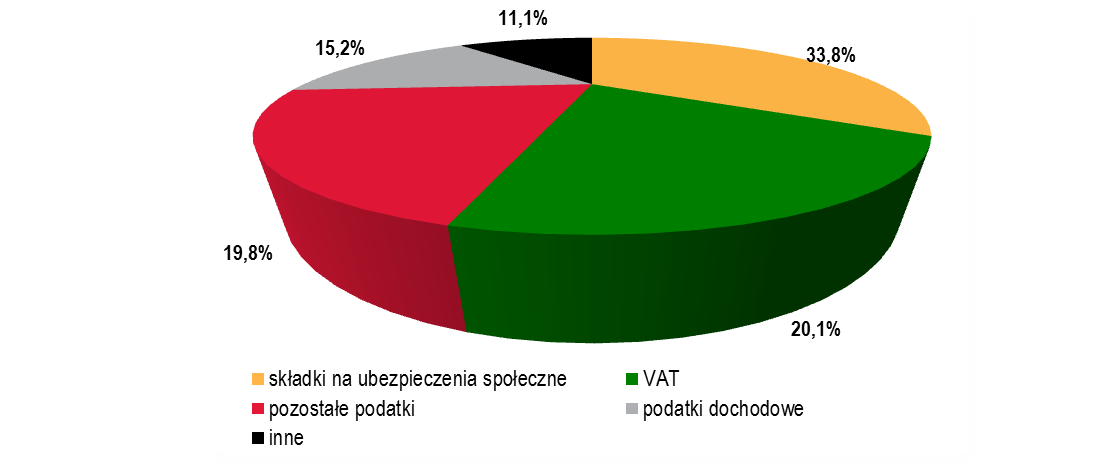 11,1%
15,2%
33,8%
19,8%
20,1%
składki na ubezpieczenia społeczne
VAT
pozostałe podatki
podatki dochodowe
inne